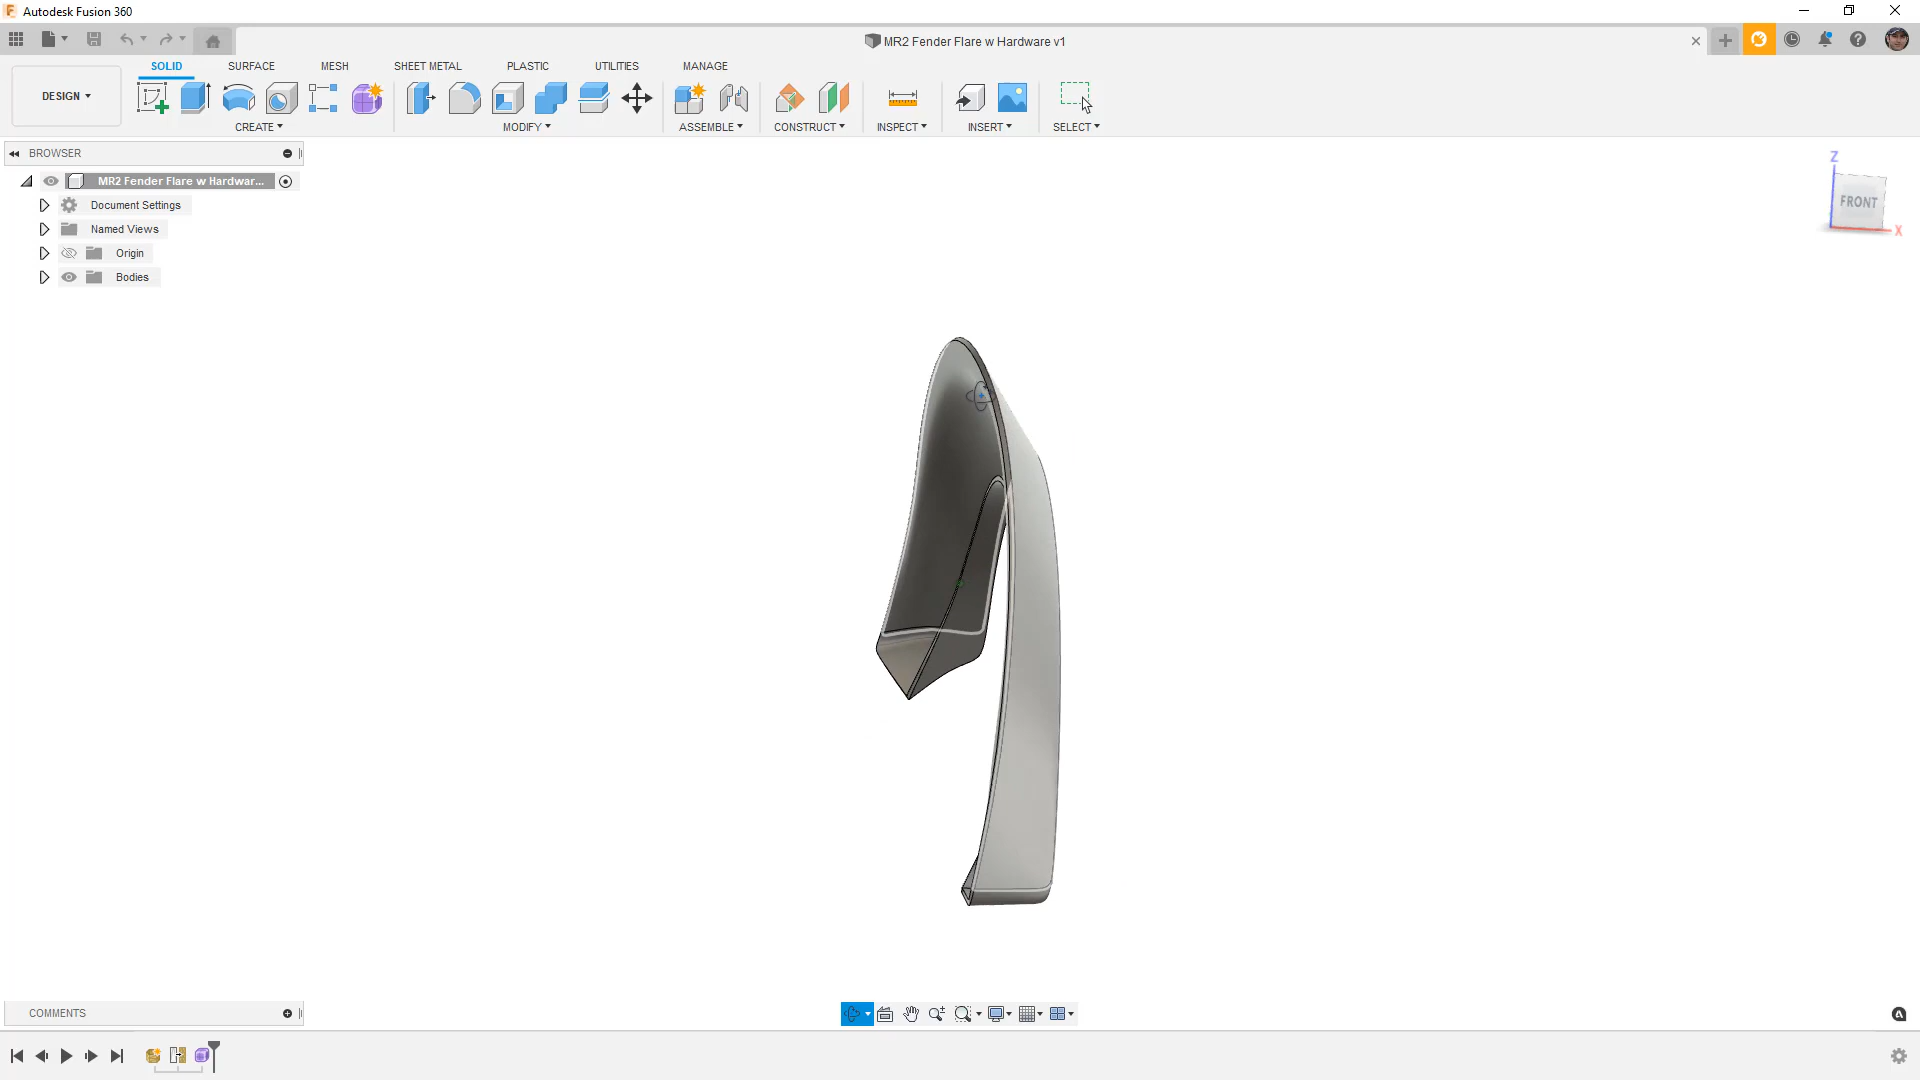 Autodesk Fusion 360
MR2 Fender Flare w Hardware v1
SOLID SURFACE MESH SHEET METAL PLASTIC UTILITIES MANAGE
DESIGN
CREATE MODIFY ASSEMBLE CONSTRUCT INSPECT INSERT SELECT
BROWSER
MR2 Fender Flare w Hardwar...
Document Settings
Named Views
Origin
Bodies
Z
FRONT
X
COMMENTS